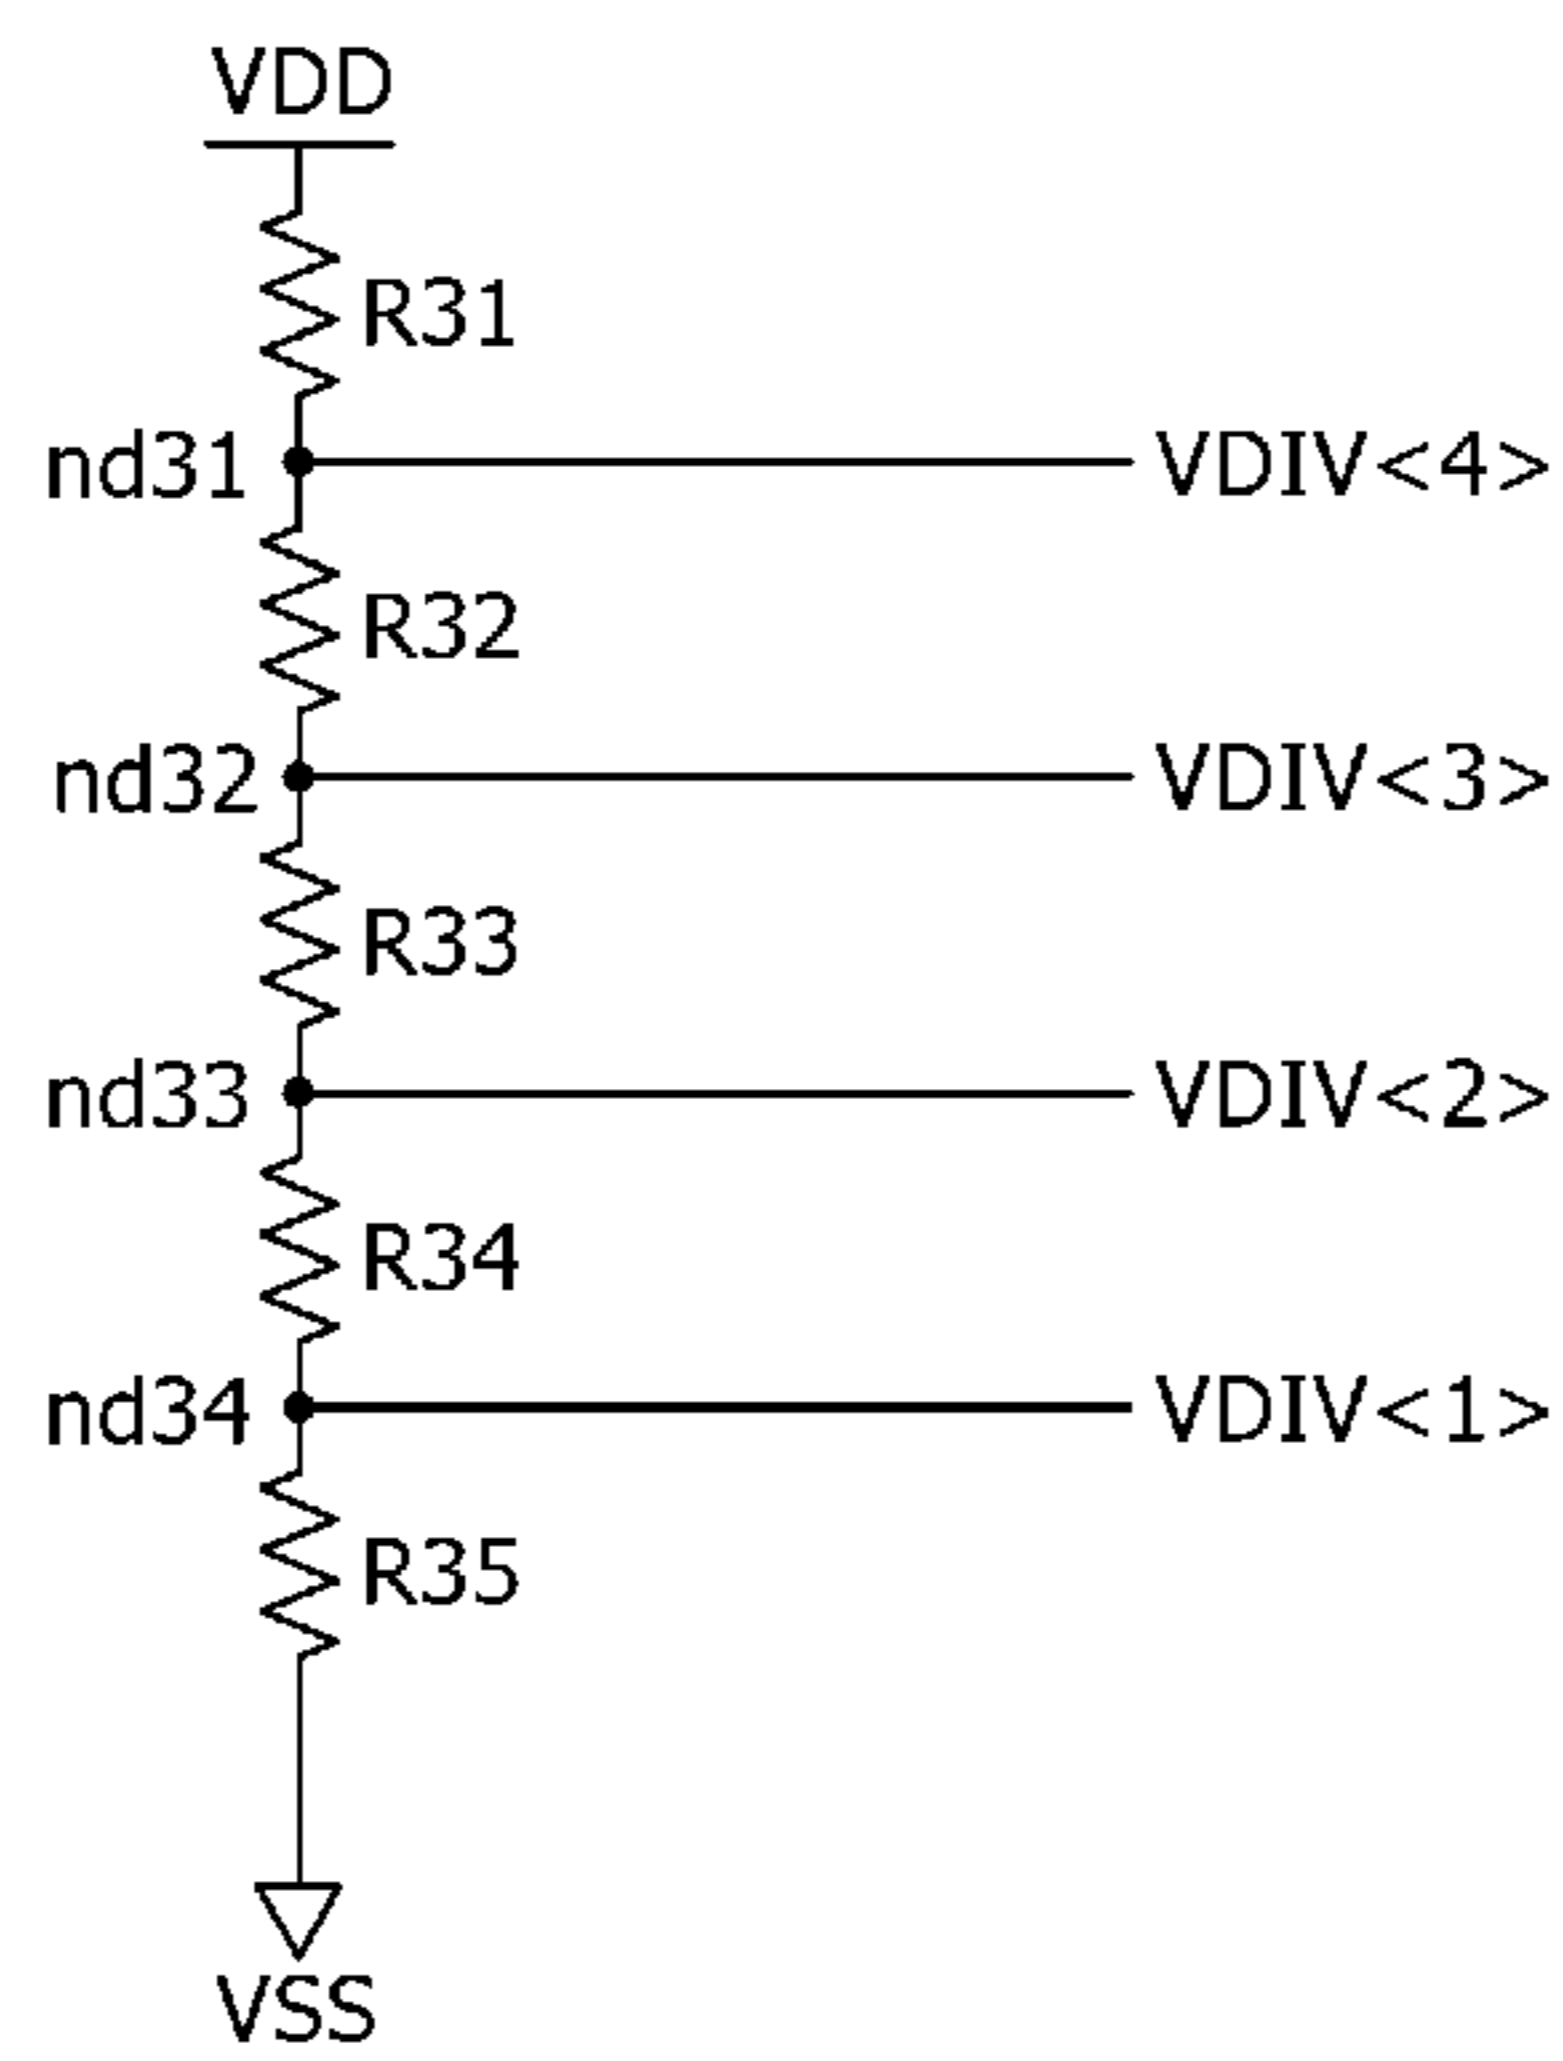 VDD
R31
nd31 VDIV<4>
R32
nd32 VDIV<3>
R33
nd33 VDIV<2>
R34
nd34 VDIV<1>
R35
VSS